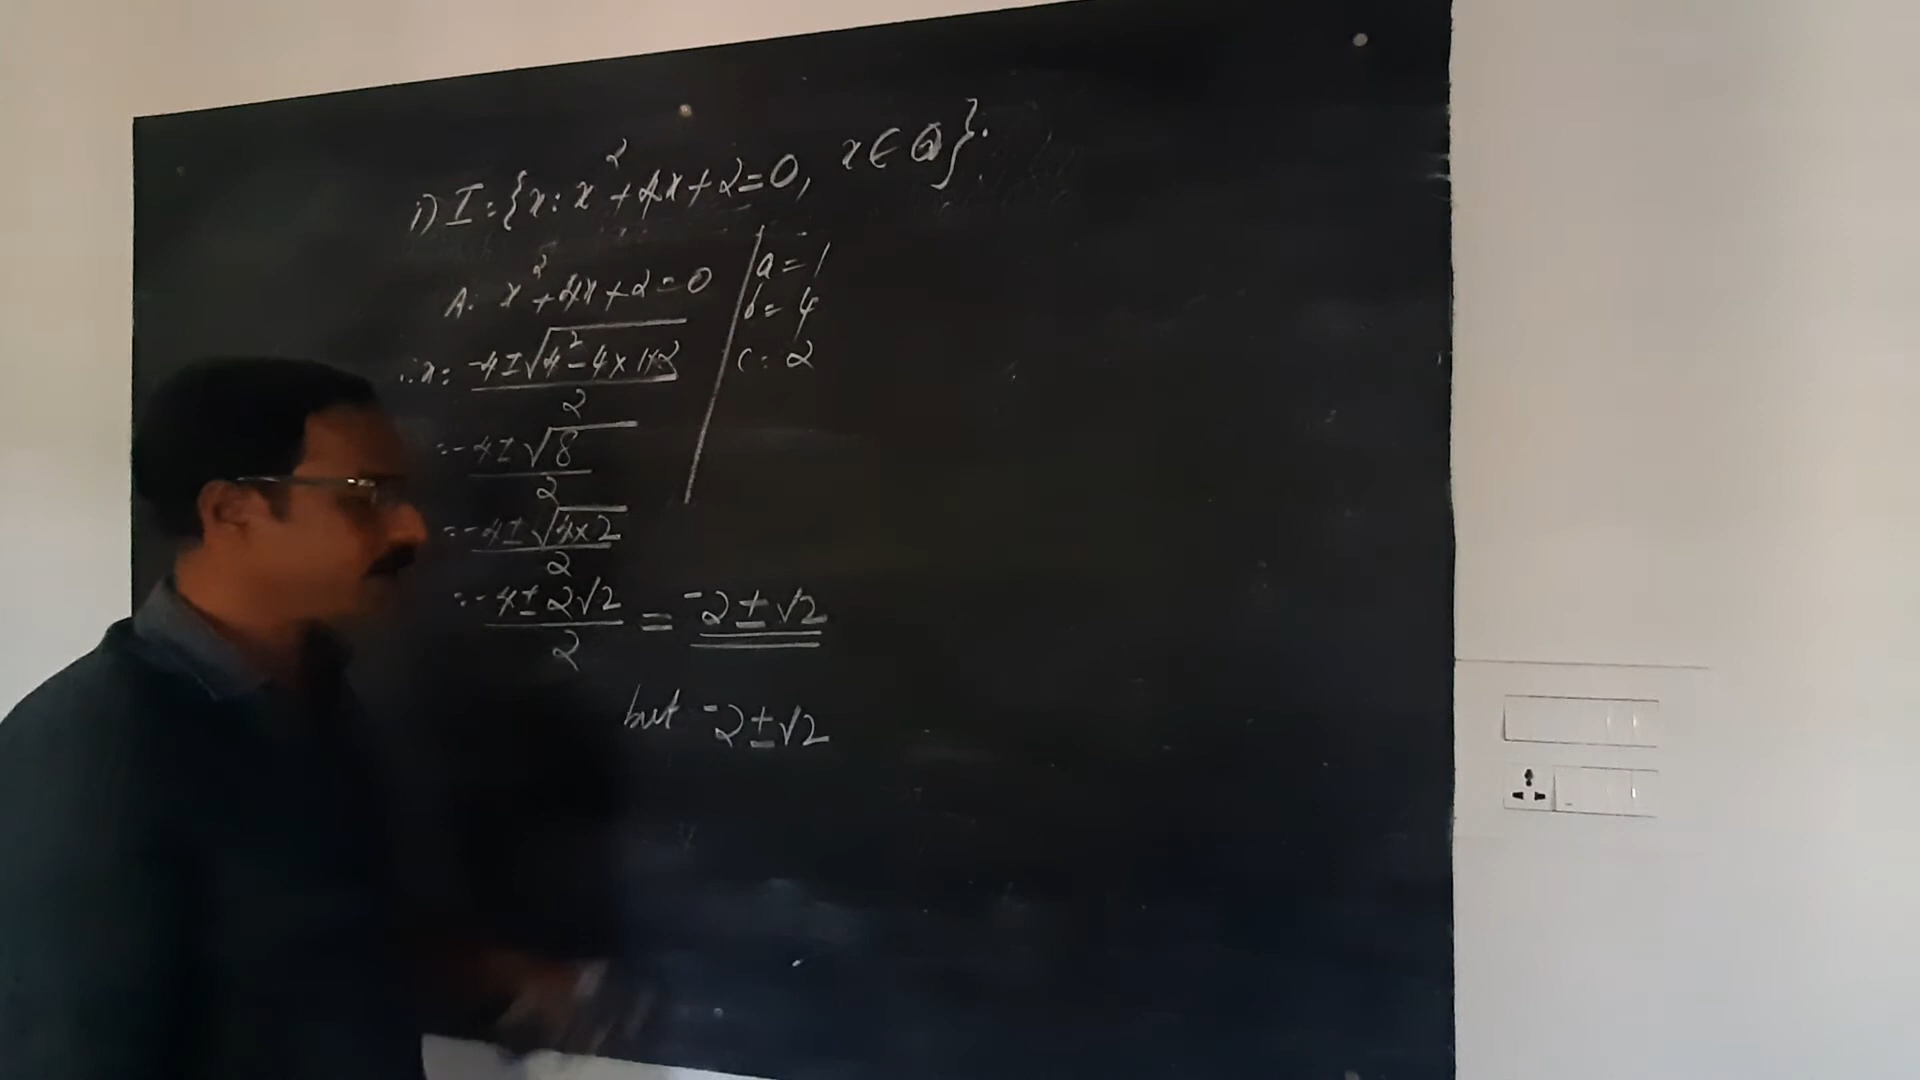 i) I = {x: x² + 4x + 2 = 0, x ∈ Q}.
A: x² + 4x + 2 = 0
a = 1
b = 4
c = 2
∴ x = (-4 ± √(4² - 4 × 1 × 2)) / 2
= (-4 ± √8) / 2
= (-4 ± √(4 × 2)) / 2
= (-4 ± 2√2) / 2 = -2 ± √2
but -2 ± √2